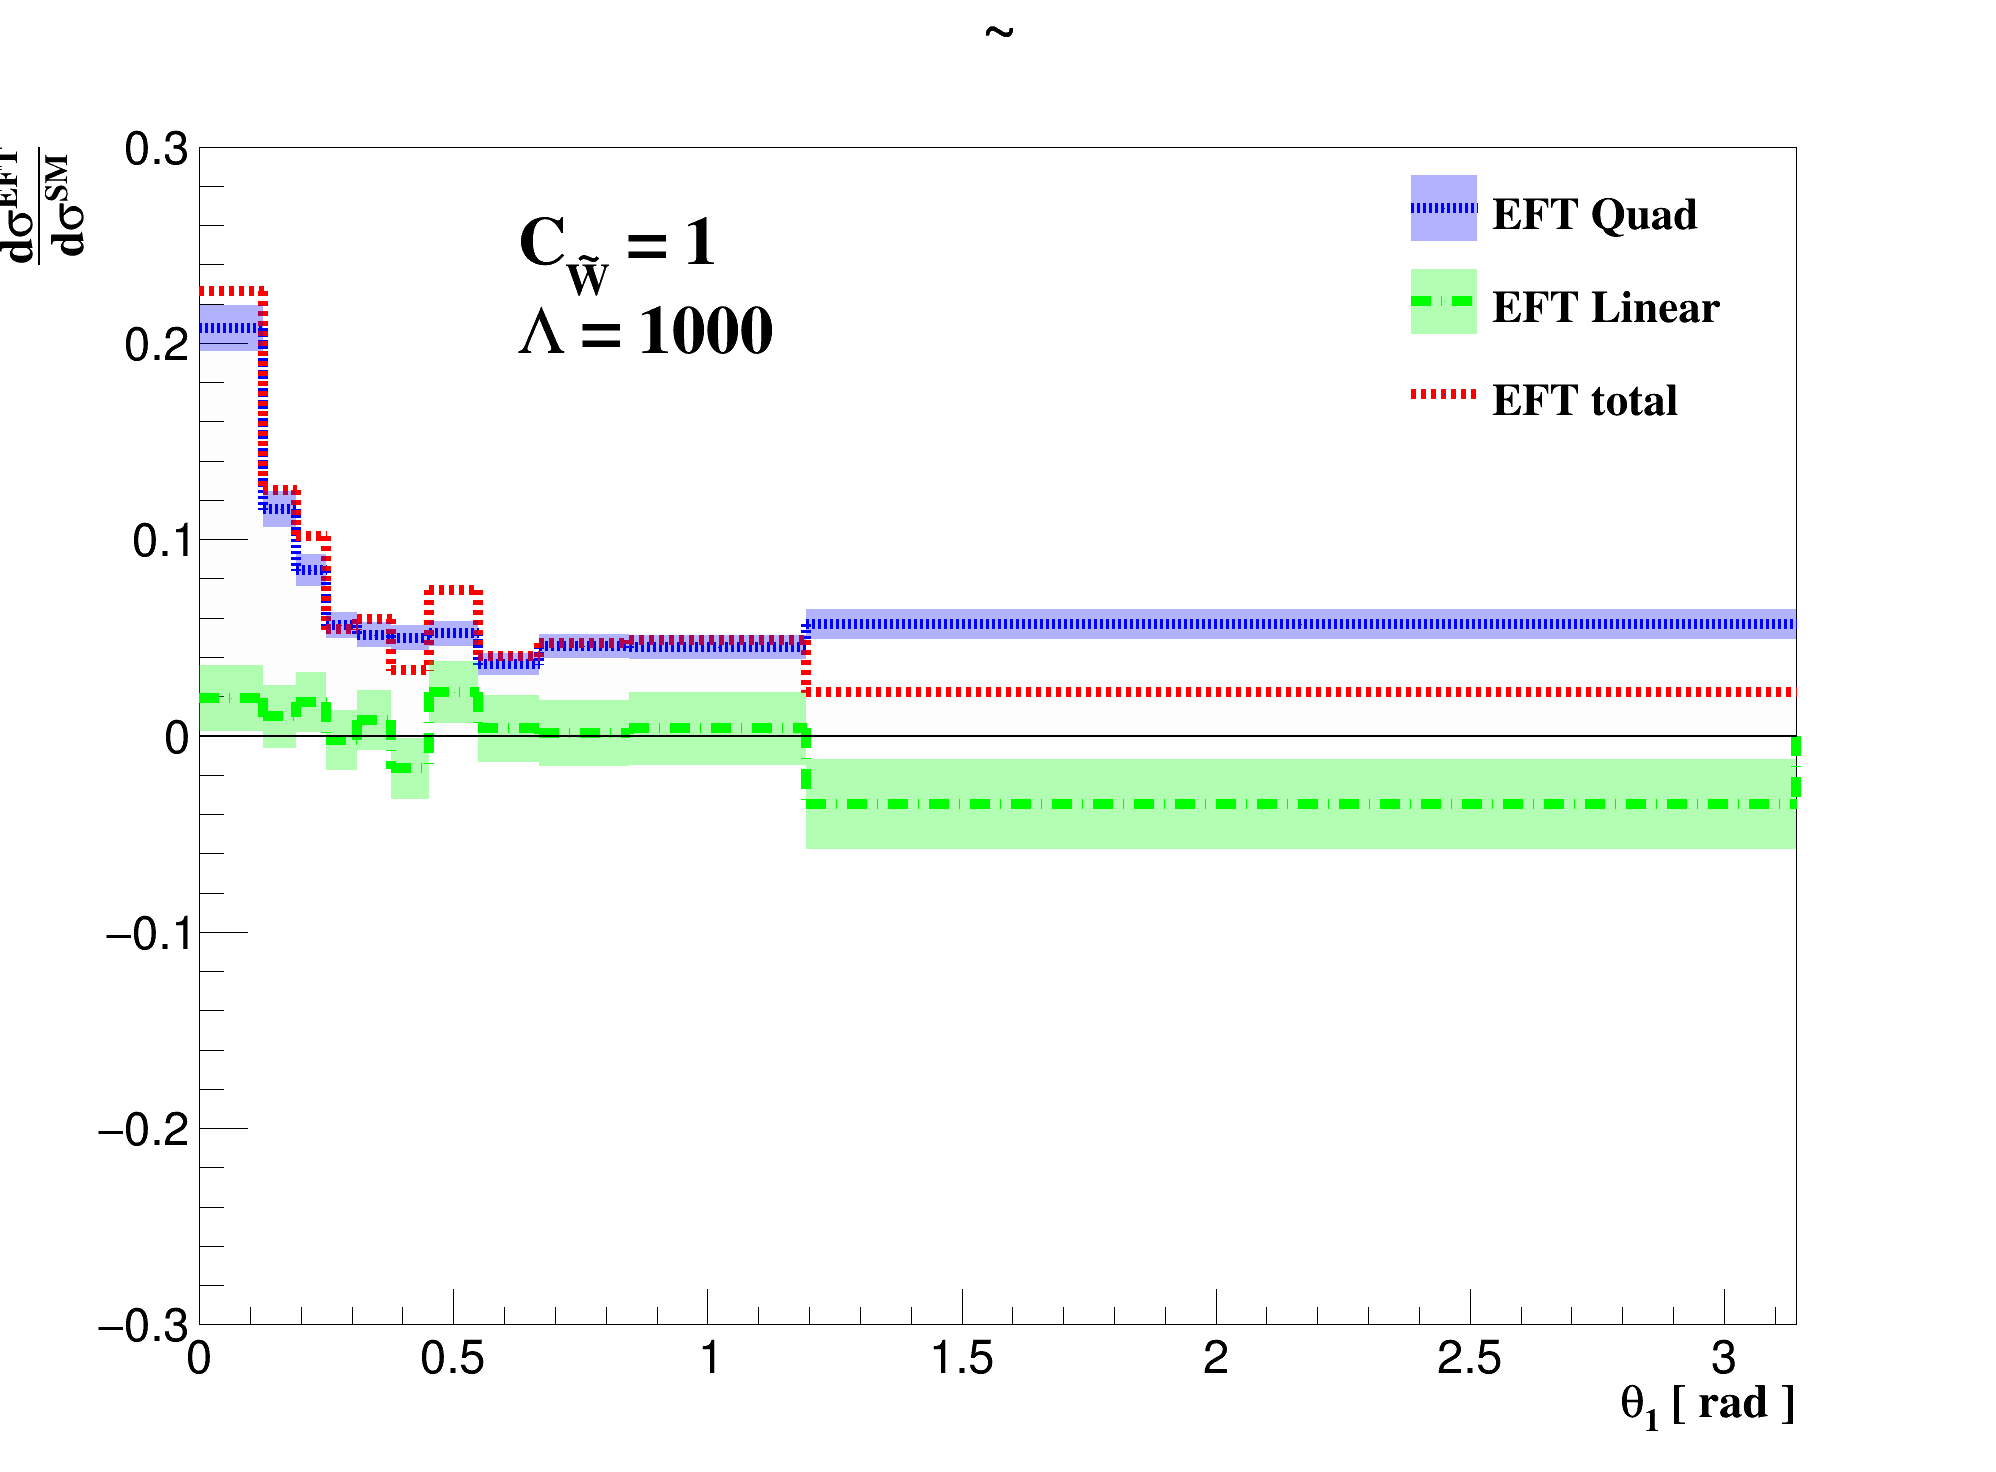 ~
0.3
0.2
0.1
0
−0.1
−0.2
−0.3
dσ^EFT
dσ^SM
C_W̃ = 1
Λ = 1000
EFT Quad
EFT Linear
EFT total
0 0.5 1 1.5 2 2.5 3
θ₁ [ rad ]